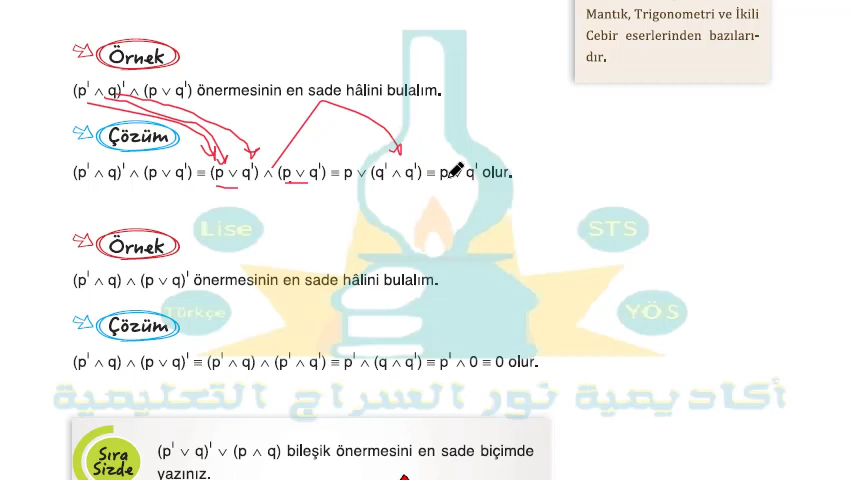 Mantık, Trigonometri ve İkili
Cebir eserlerinden bazıları-
dır.
Örnek
(pˈ ∧ q)ˈ ∧ (p ∨ qˈ) önermesinin en sade hâlini bulalım.
Çözüm
(pˈ ∧ q)ˈ ∧ (p ∨ qˈ) ≡ (p ∨ qˈ) ∧ (p ∨ qˈ) ≡ p ∨ (qˈ ∧ qˈ) ≡ p ∨ qˈ olur.
Lise
STS
Örnek
(pˈ ∧ q) ∧ (p ∨ q)ˈ önermesinin en sade hâlini bulalım.
Türkçe
YÖS
Çözüm
(pˈ ∧ q) ∧ (p ∨ q)ˈ ≡ (pˈ ∧ q) ∧ (pˈ ∧ qˈ) ≡ pˈ ∧ (q ∧ qˈ) ≡ pˈ ∧ 0 ≡ 0 olur.
أكاديمية نور السراج التعليمية
Sıra
Sizde
(pˈ ∨ q)ˈ ∨ (p ∧ q) bileşik önermesini en sade biçimde
yazınız.